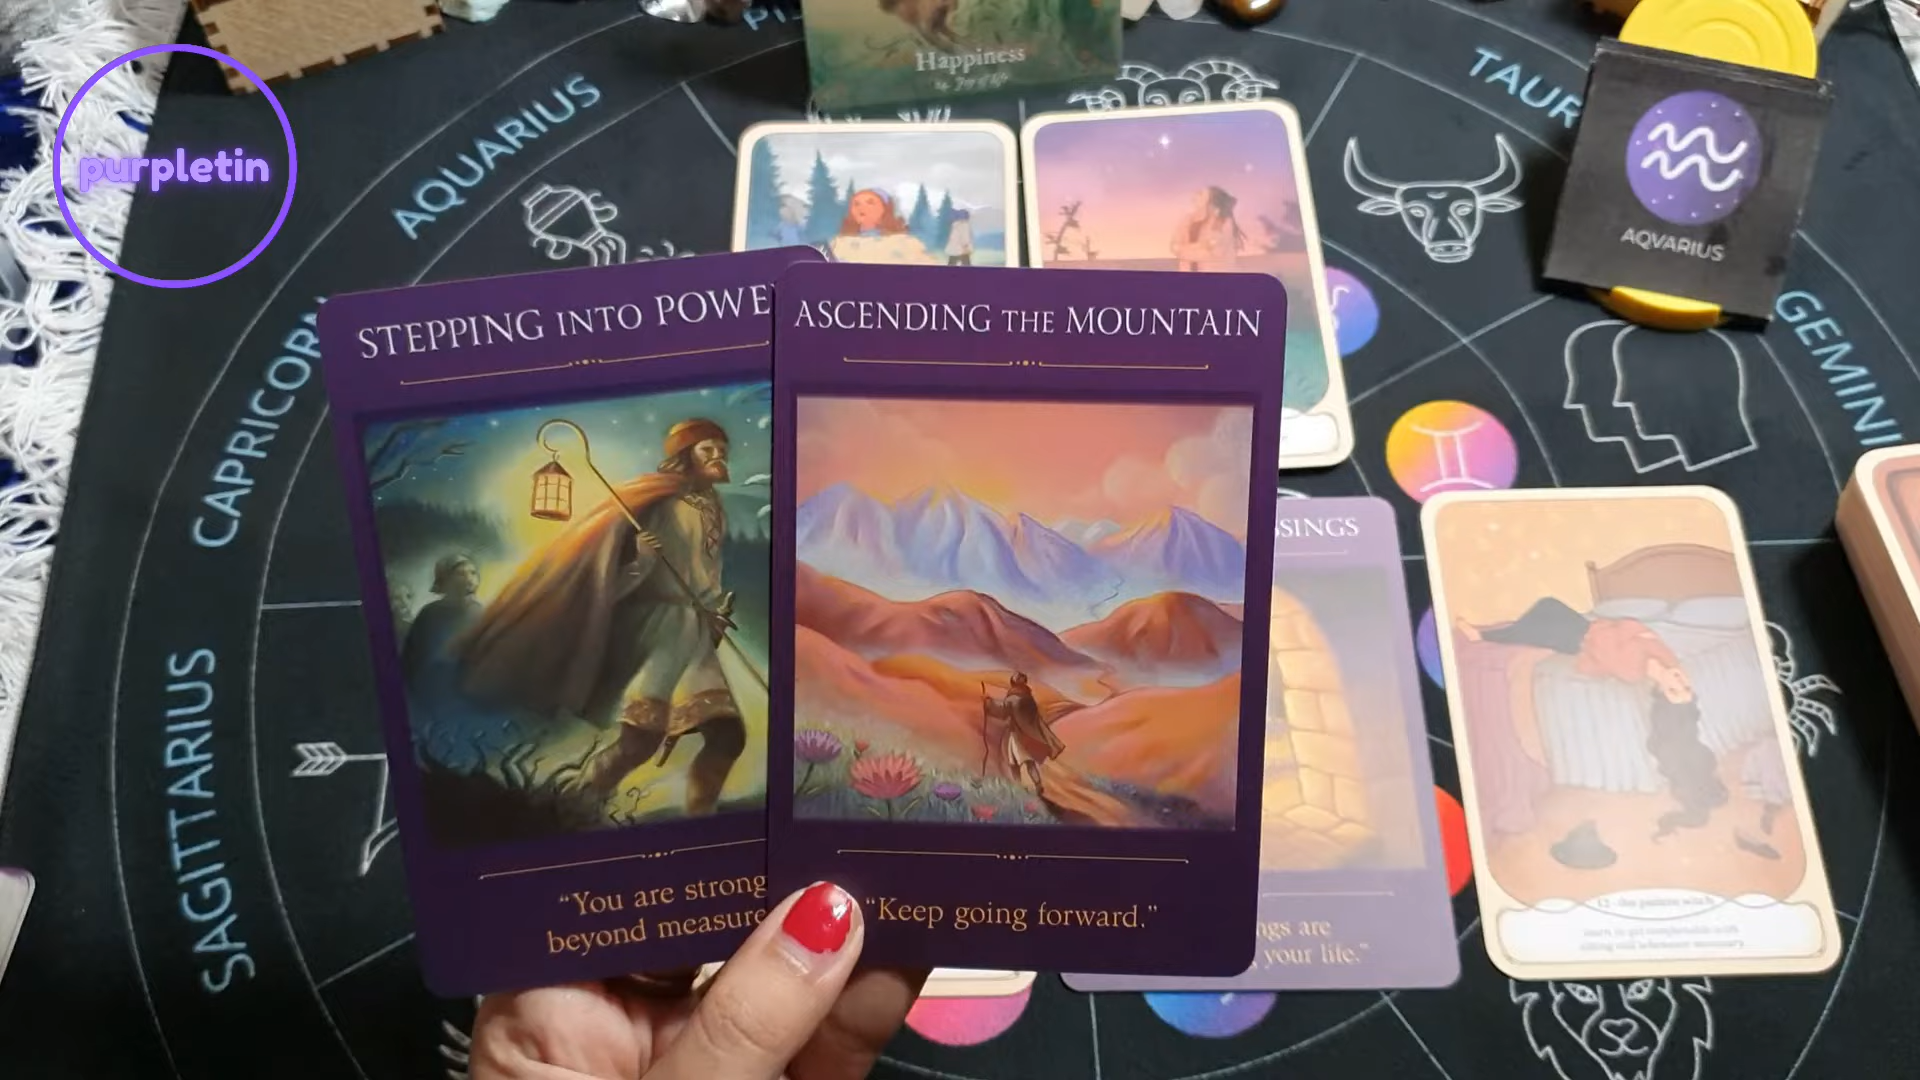 purpletin
Happiness
AQUARIUS
TAUR
AQVARIUS
GEMINI
CAPRICORN
SAGITTARIUS
STEPPING INTO POWE
ASCENDING THE MOUNTAIN
SSINGS
"You are strong
beyond measure
"Keep going forward."
ngs are
your life."